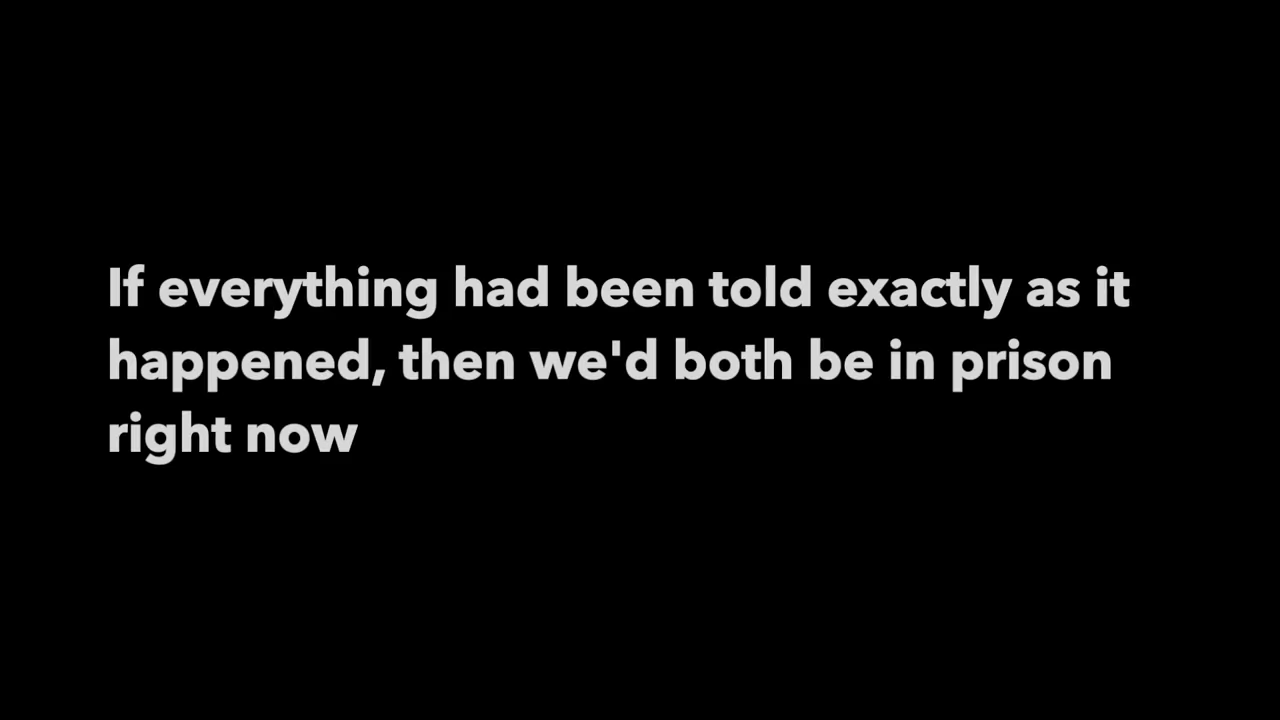 If everything had been told exactly as it
happened, then we'd both be in prison
right now